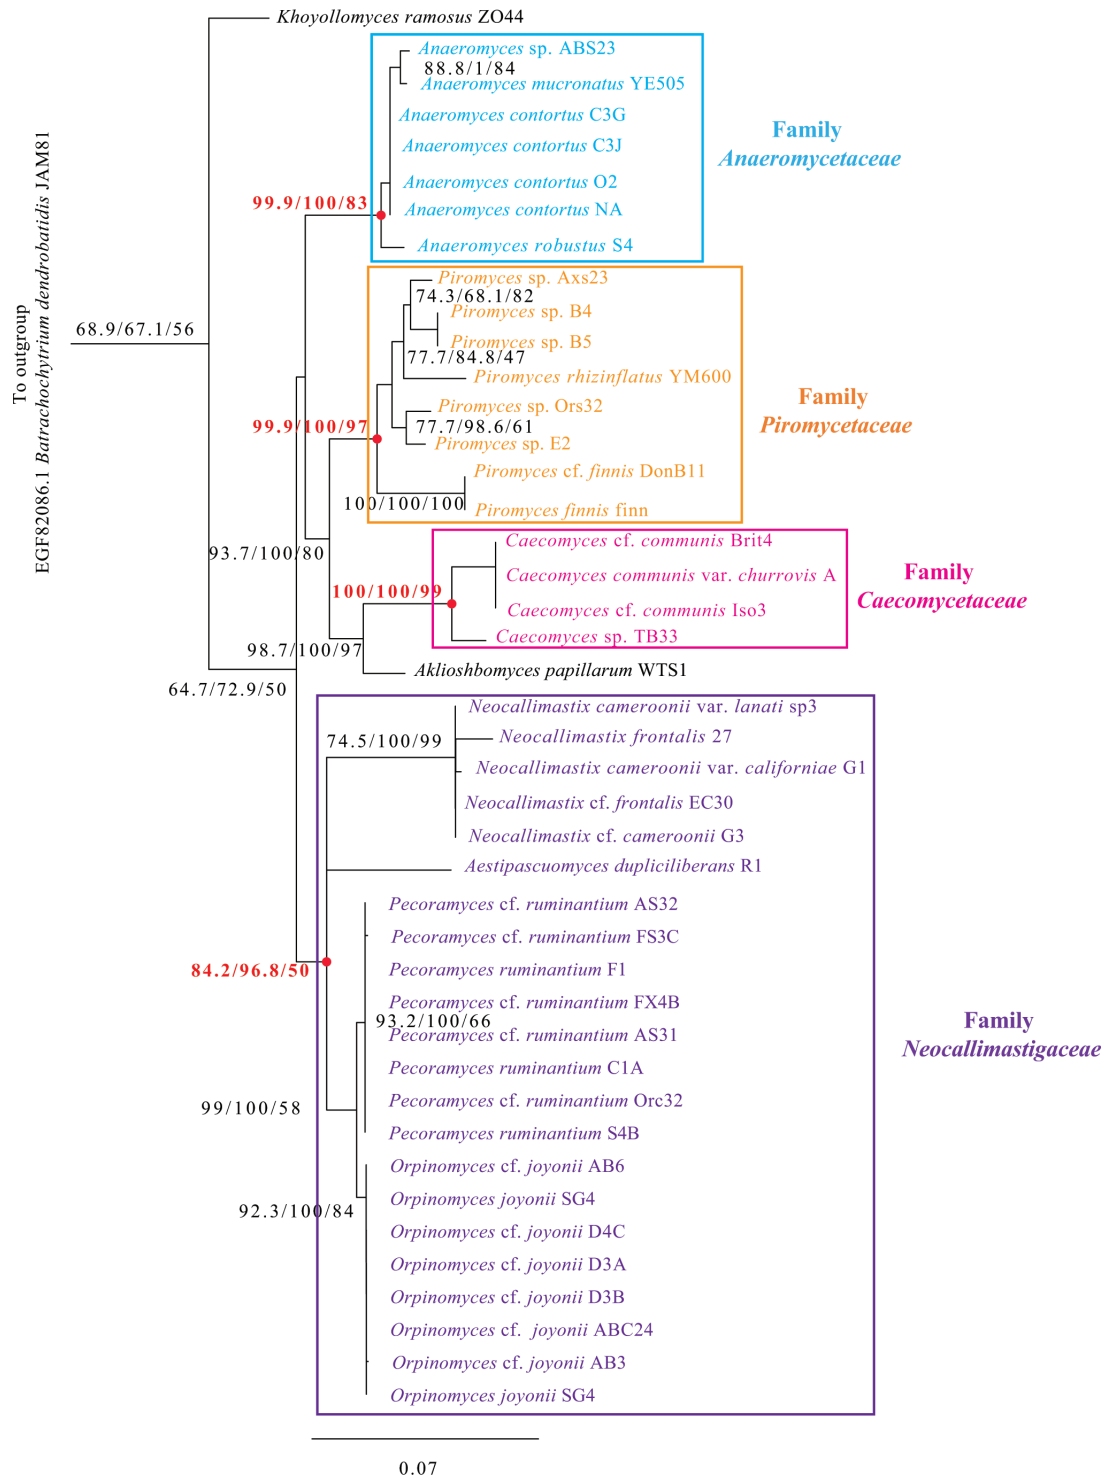 Khoyollomyces ramosus ZO44
Anaeromyces sp. ABS23
88.8/1/84
Anaeromyces mucronatus YE505
Anaeromyces contortus C3G
Anaeromyces contortus C3J
Anaeromyces contortus O2
99.9/100/83
Anaeromyces contortus NA
Anaeromyces robustus S4
Family
Anaeromycetaceae
To outgroup
EGF82086.1 Batrachochytrium dendrobatidis JAM81
68.9/67.1/56
Piromyces sp. Axs23
74.3/68.1/82
Piromyces sp. B4
Piromyces sp. B5
77.7/84.8/47
Piromyces rhizinflatus YM600
Piromyces sp. Ors32
99.9/100/97
77.7/98.6/61
Piromyces sp. E2
Piromyces cf. finnis DonB11
100/100/100
Piromyces finnis finn
Family
Piromycetaceae
Caecomyces cf. communis Brit4
93.7/100/80
Caecomyces communis var. churrovis A
100/100/99
Caecomyces cf. communis Iso3
Caecomyces sp. TB33
Family
Caecomycetaceae
98.7/100/97
Aklioshbomyces papillarum WTS1
64.7/72.9/50
Neocallimastix cameroonii var. lanati sp3
74.5/100/99
Neocallimastix frontalis 27
Neocallimastix cameroonii var. californiae G1
Neocallimastix cf. frontalis EC30
Neocallimastix cf. cameroonii G3
Aestipascuomyces dupliciliberans R1
Pecoramyces cf. ruminantium AS32
Pecoramyces cf. ruminantium FS3C
84.2/96.8/50
Pecoramyces ruminantium F1
Pecoramyces cf. ruminantium FX4B
93.2/100/66
Pecoramyces cf. ruminantium AS31
Pecoramyces ruminantium C1A
Pecoramyces cf. ruminantium Orc32
99/100/58
Pecoramyces ruminantium S4B
Orpinomyces cf. joyonii AB6
Orpinomyces joyonii SG4
92.3/100/84
Orpinomyces cf. joyonii D4C
Orpinomyces cf. joyonii D3A
Orpinomyces cf. joyonii D3B
Orpinomyces cf. joyonii ABC24
Orpinomyces cf. joyonii AB3
Orpinomyces joyonii SG4
Family
Neocallimastigaceae
0.07